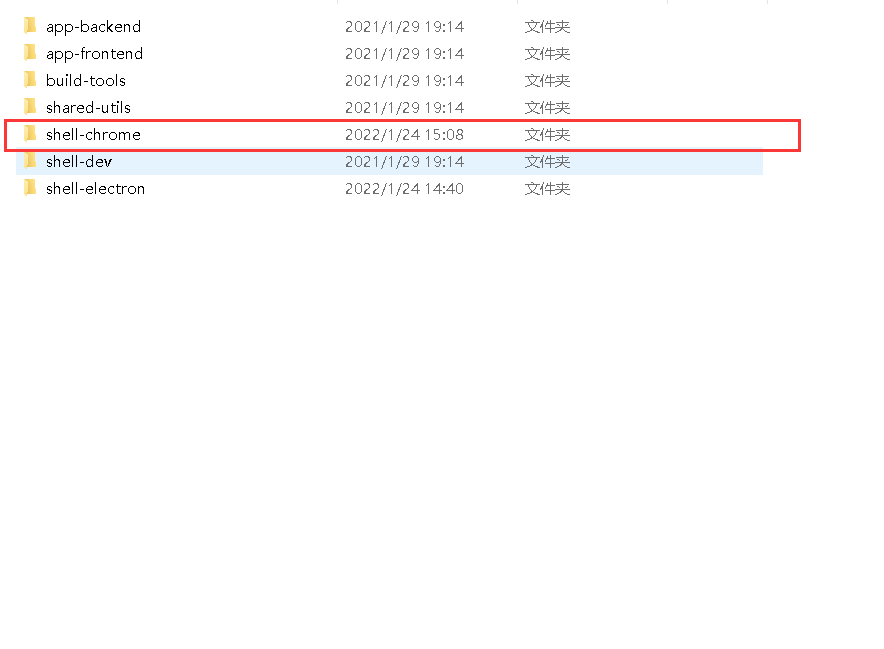 app-backend 2021/1/29 19:14 文件夹
app-frontend 2021/1/29 19:14 文件夹
build-tools 2021/1/29 19:14 文件夹
shared-utils 2021/1/29 19:14 文件夹
shell-chrome 2022/1/24 15:08 文件夹
shell-dev 2021/1/29 19:14 文件夹
shell-electron 2022/1/24 14:40 文件夹